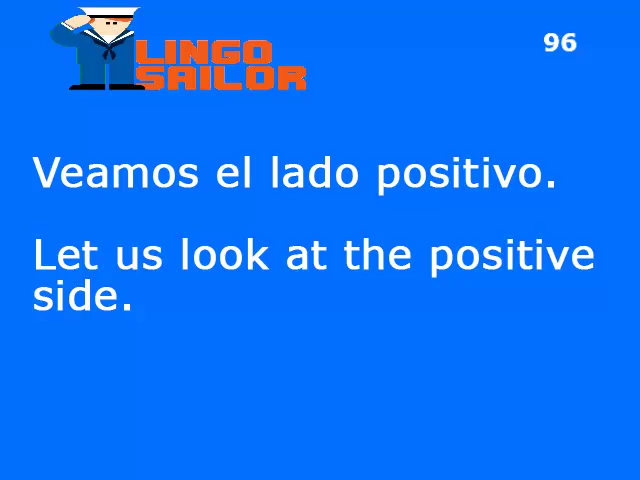 LINGO
SAILOR
96
Veamos el lado positivo.
Let us look at the positive
side.